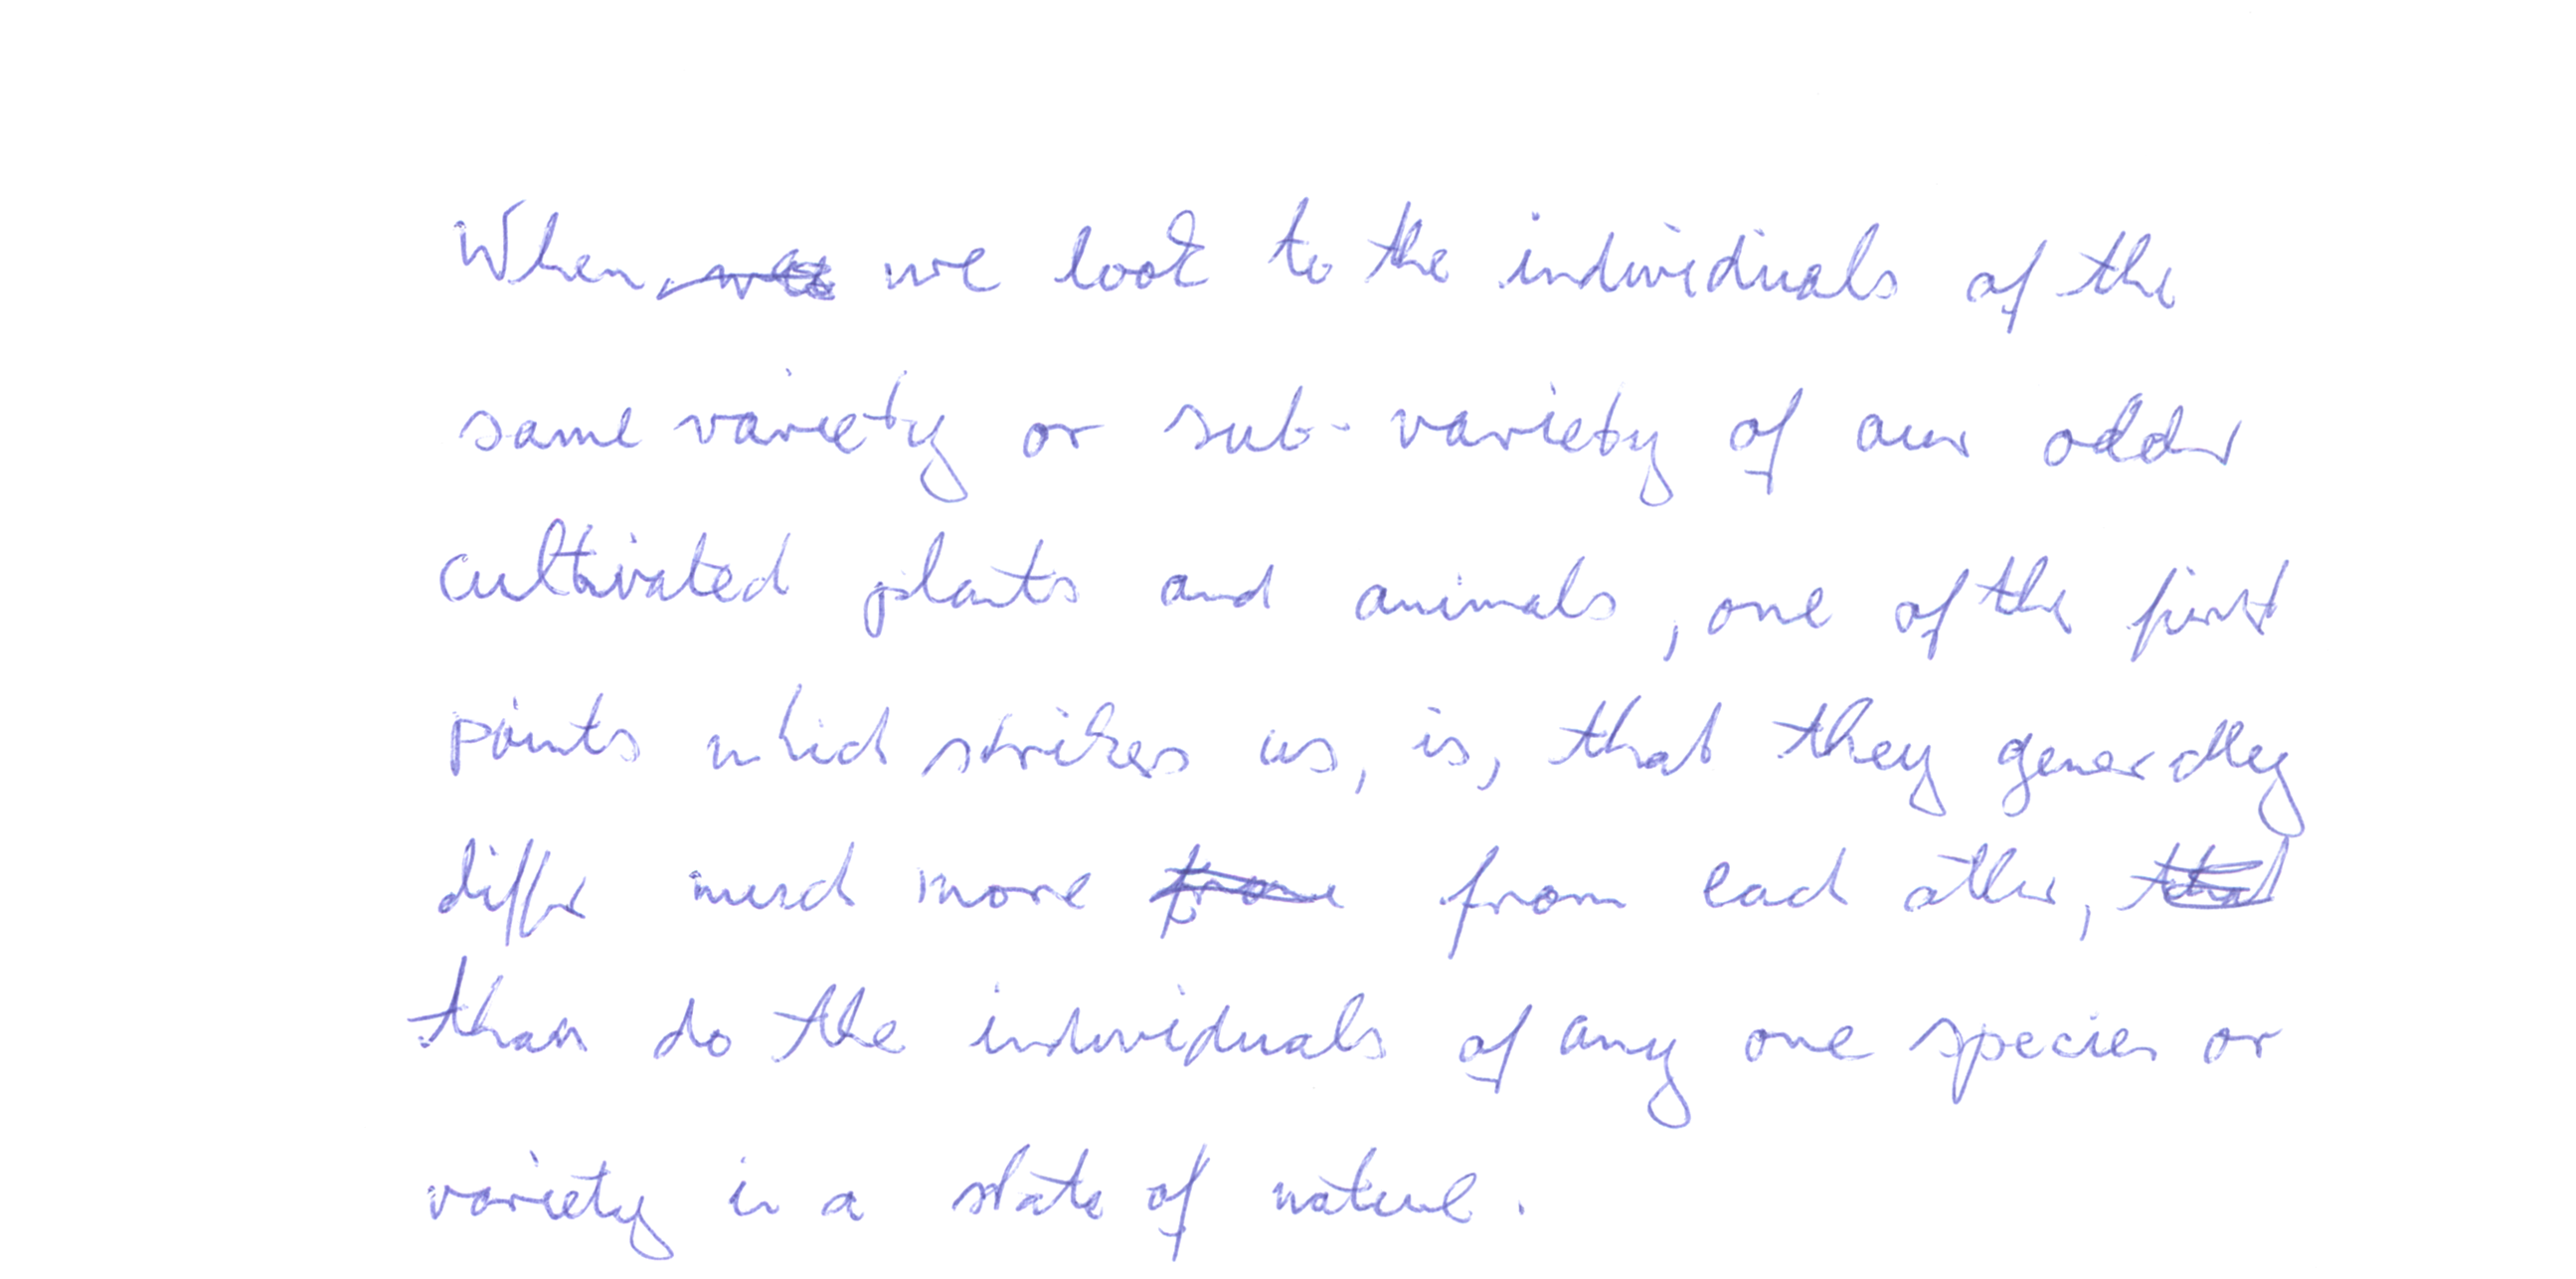 When we look to the individuals of the
same variety or sub-variety of our older
cultivated plants and animals, one of the first
points which strikes us, is, that they generally
differ much more from each other,
than do the individuals of any one species or
variety in a state of nature.